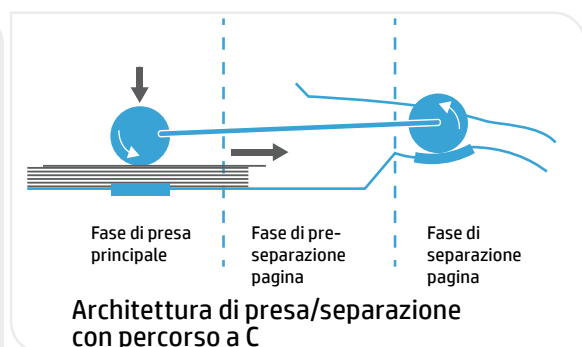 Fase di presa
principale
Fase di pre-
separazione
pagina
Fase di
separazione
pagina
Architettura di presa/separazione
con percorso a C